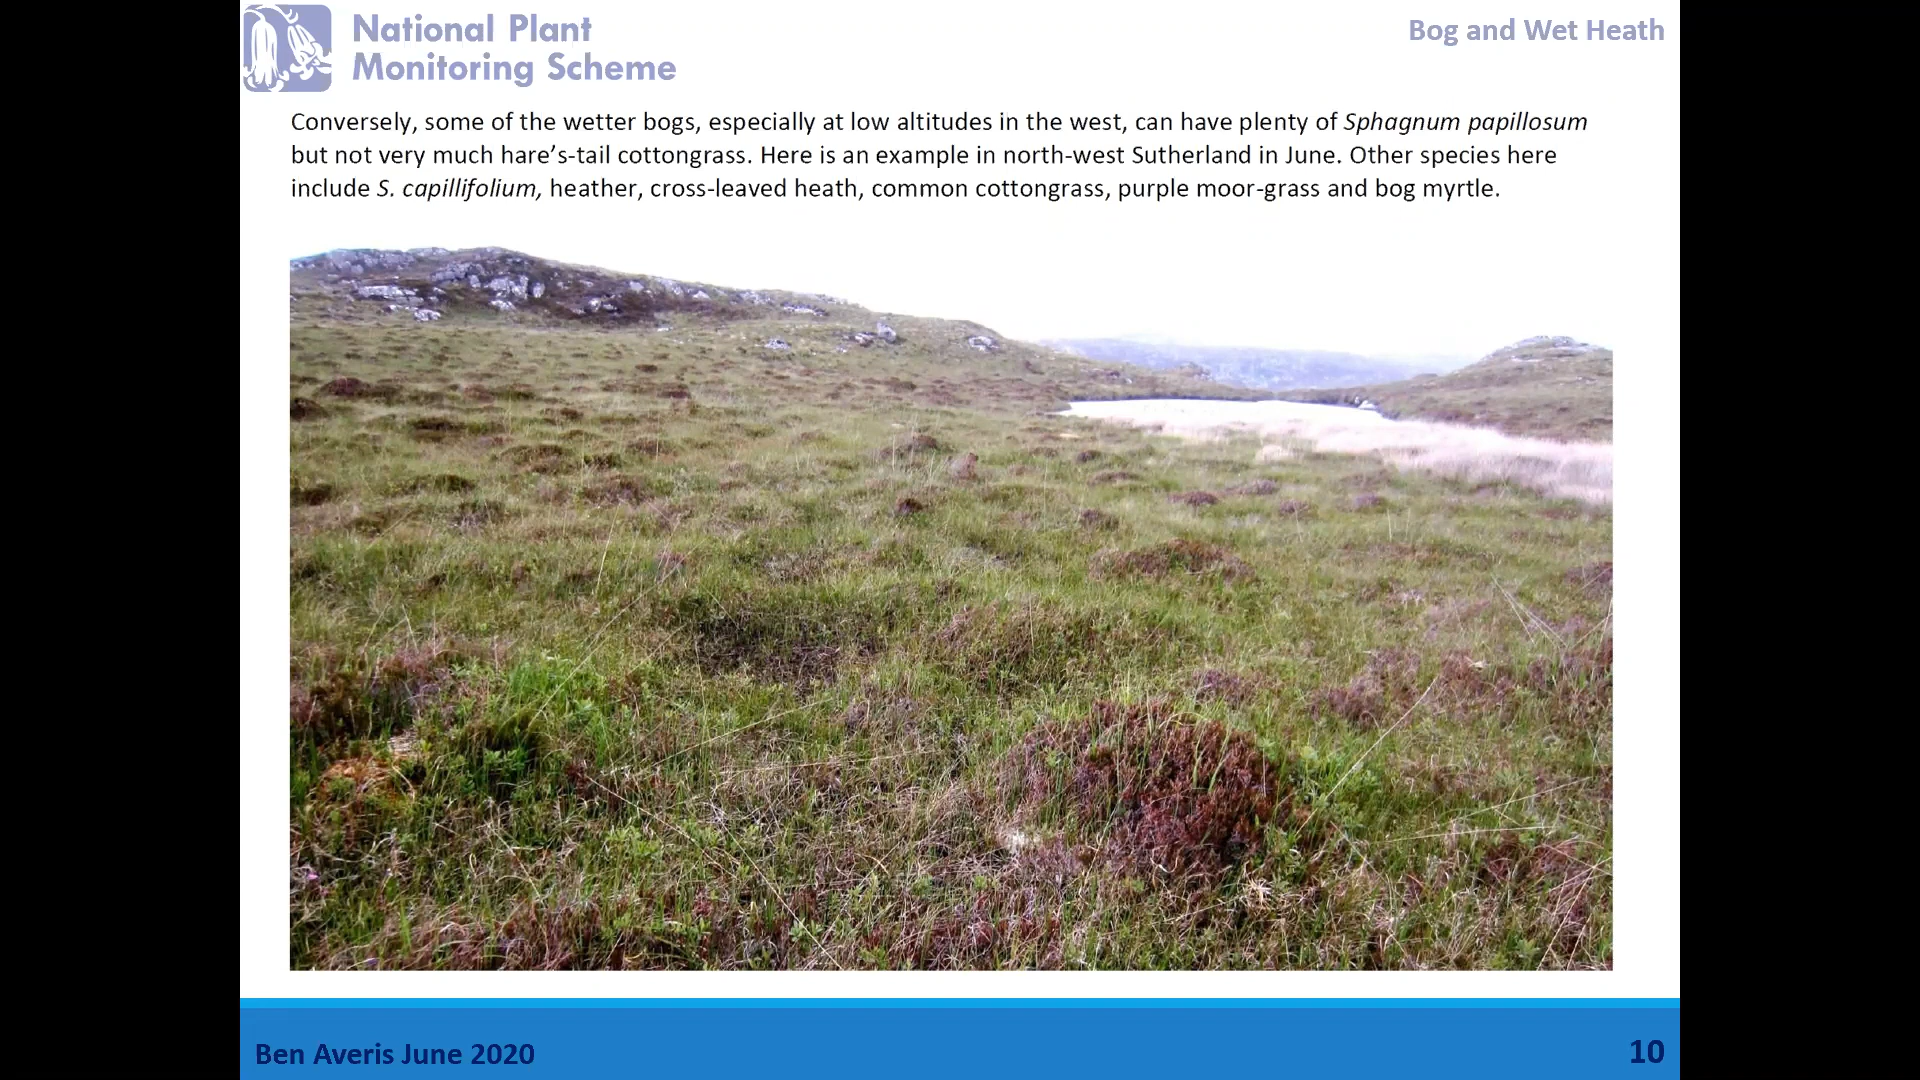 National Plant
Monitoring Scheme
Bog and Wet Heath
Conversely, some of the wetter bogs, especially at low altitudes in the west, can have plenty of Sphagnum papillosum
but not very much hare’s-tail cottongrass. Here is an example in north-west Sutherland in June. Other species here
include S. capillifolium, heather, cross-leaved heath, common cottongrass, purple moor-grass and bog myrtle.
Ben Averis June 2020
10